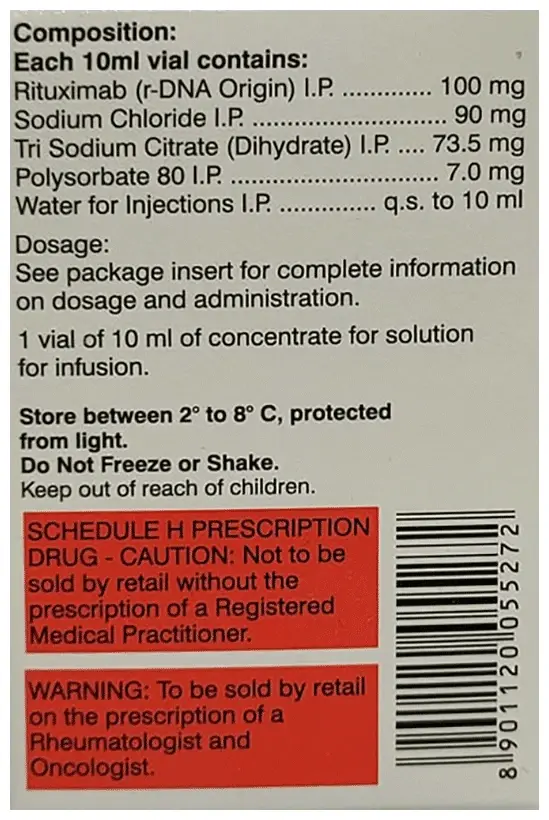 Composition:
Each 10ml vial contains:
Rituximab (r-DNA Origin) I.P. ............. 100 mg
Sodium Chloride I.P. ............................ 90 mg
Tri Sodium Citrate (Dihydrate) I.P. .... 73.5 mg
Polysorbate 80 I.P. .............................. 7.0 mg
Water for Injections I.P. .............. q.s. to 10 ml
Dosage:
See package insert for complete information
on dosage and administration.
1 vial of 10 ml of concentrate for solution
for infusion.
Store between 2° to 8° C, protected
from light.
Do Not Freeze or Shake.
Keep out of reach of children.
SCHEDULE H PRESCRIPTION
DRUG - CAUTION: Not to be
sold by retail without the
prescription of a Registered
Medical Practitioner.
WARNING: To be sold by retail
on the prescription of a
Rheumatologist and
Oncologist.
8 901120 055272